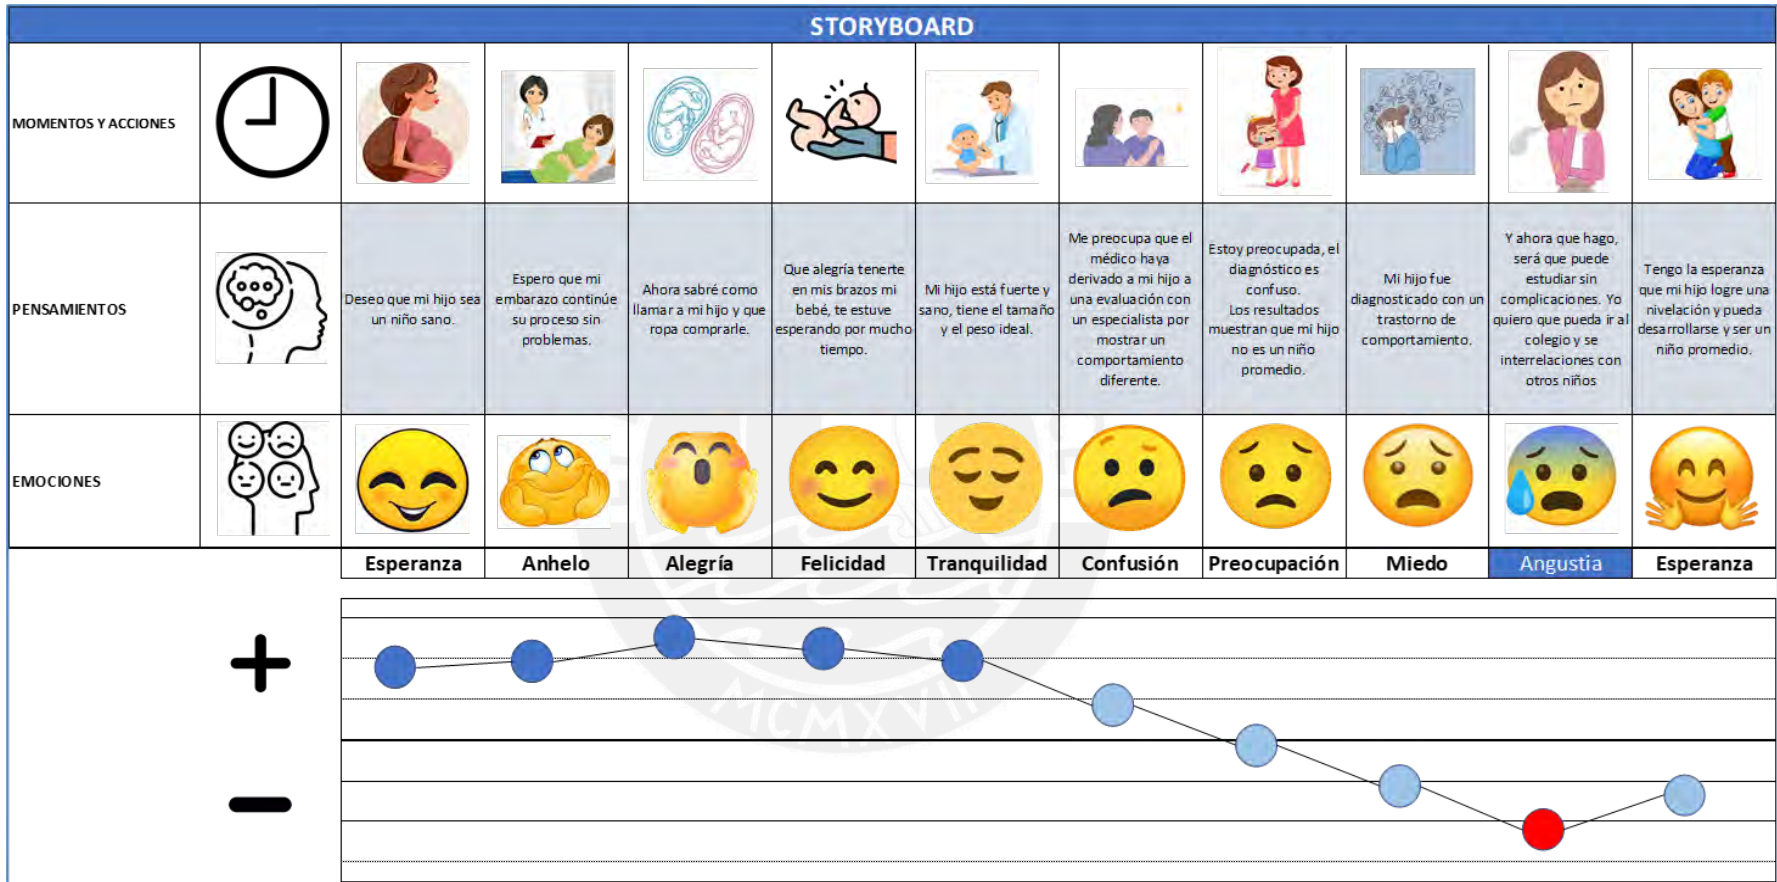 STORYBOARD
MOMENTOS Y ACCIONES
PENSAMIENTOS
Deseo que mi hijo sea
un niño sano.
Espero que mi
embarazo continúe
su proceso sin
problemas.
Ahora sabré como
llamar a mi hijo y que
ropa comprarle.
Que alegría tenerte
en mis brazos mi
bebé, te estuve
esperando por mucho
tiempo.
Mi hijo está fuerte y
sano, tiene el tamaño
y el peso ideal.
Me preocupa que el
médico haya
derivado a mi hijo a
una evaluación con
un especialista por
mostrar un
comportamiento
diferente.
Estoy preocupada, el
diagnóstico es
confuso.
Los resultados
muestran que mi hijo
no es un niño
promedio.
Mi hijo fue
diagnosticado con un
trastorno de
comportamiento.
Y ahora que hago,
será que puede
estudiar sin
complicaciones. Yo
quiero que pueda ir al
colegio y se
interrelaciones con
otros niños
Tengo la esperanza
que mi hijo logre una
nivelación y pueda
desarrollarse y ser un
niño promedio.
EMOCIONES
Esperanza
Anhelo
Alegría
Felicidad
Tranquilidad
Confusión
Preocupación
Miedo
Angustia
Esperanza
+
−
MCMXVII